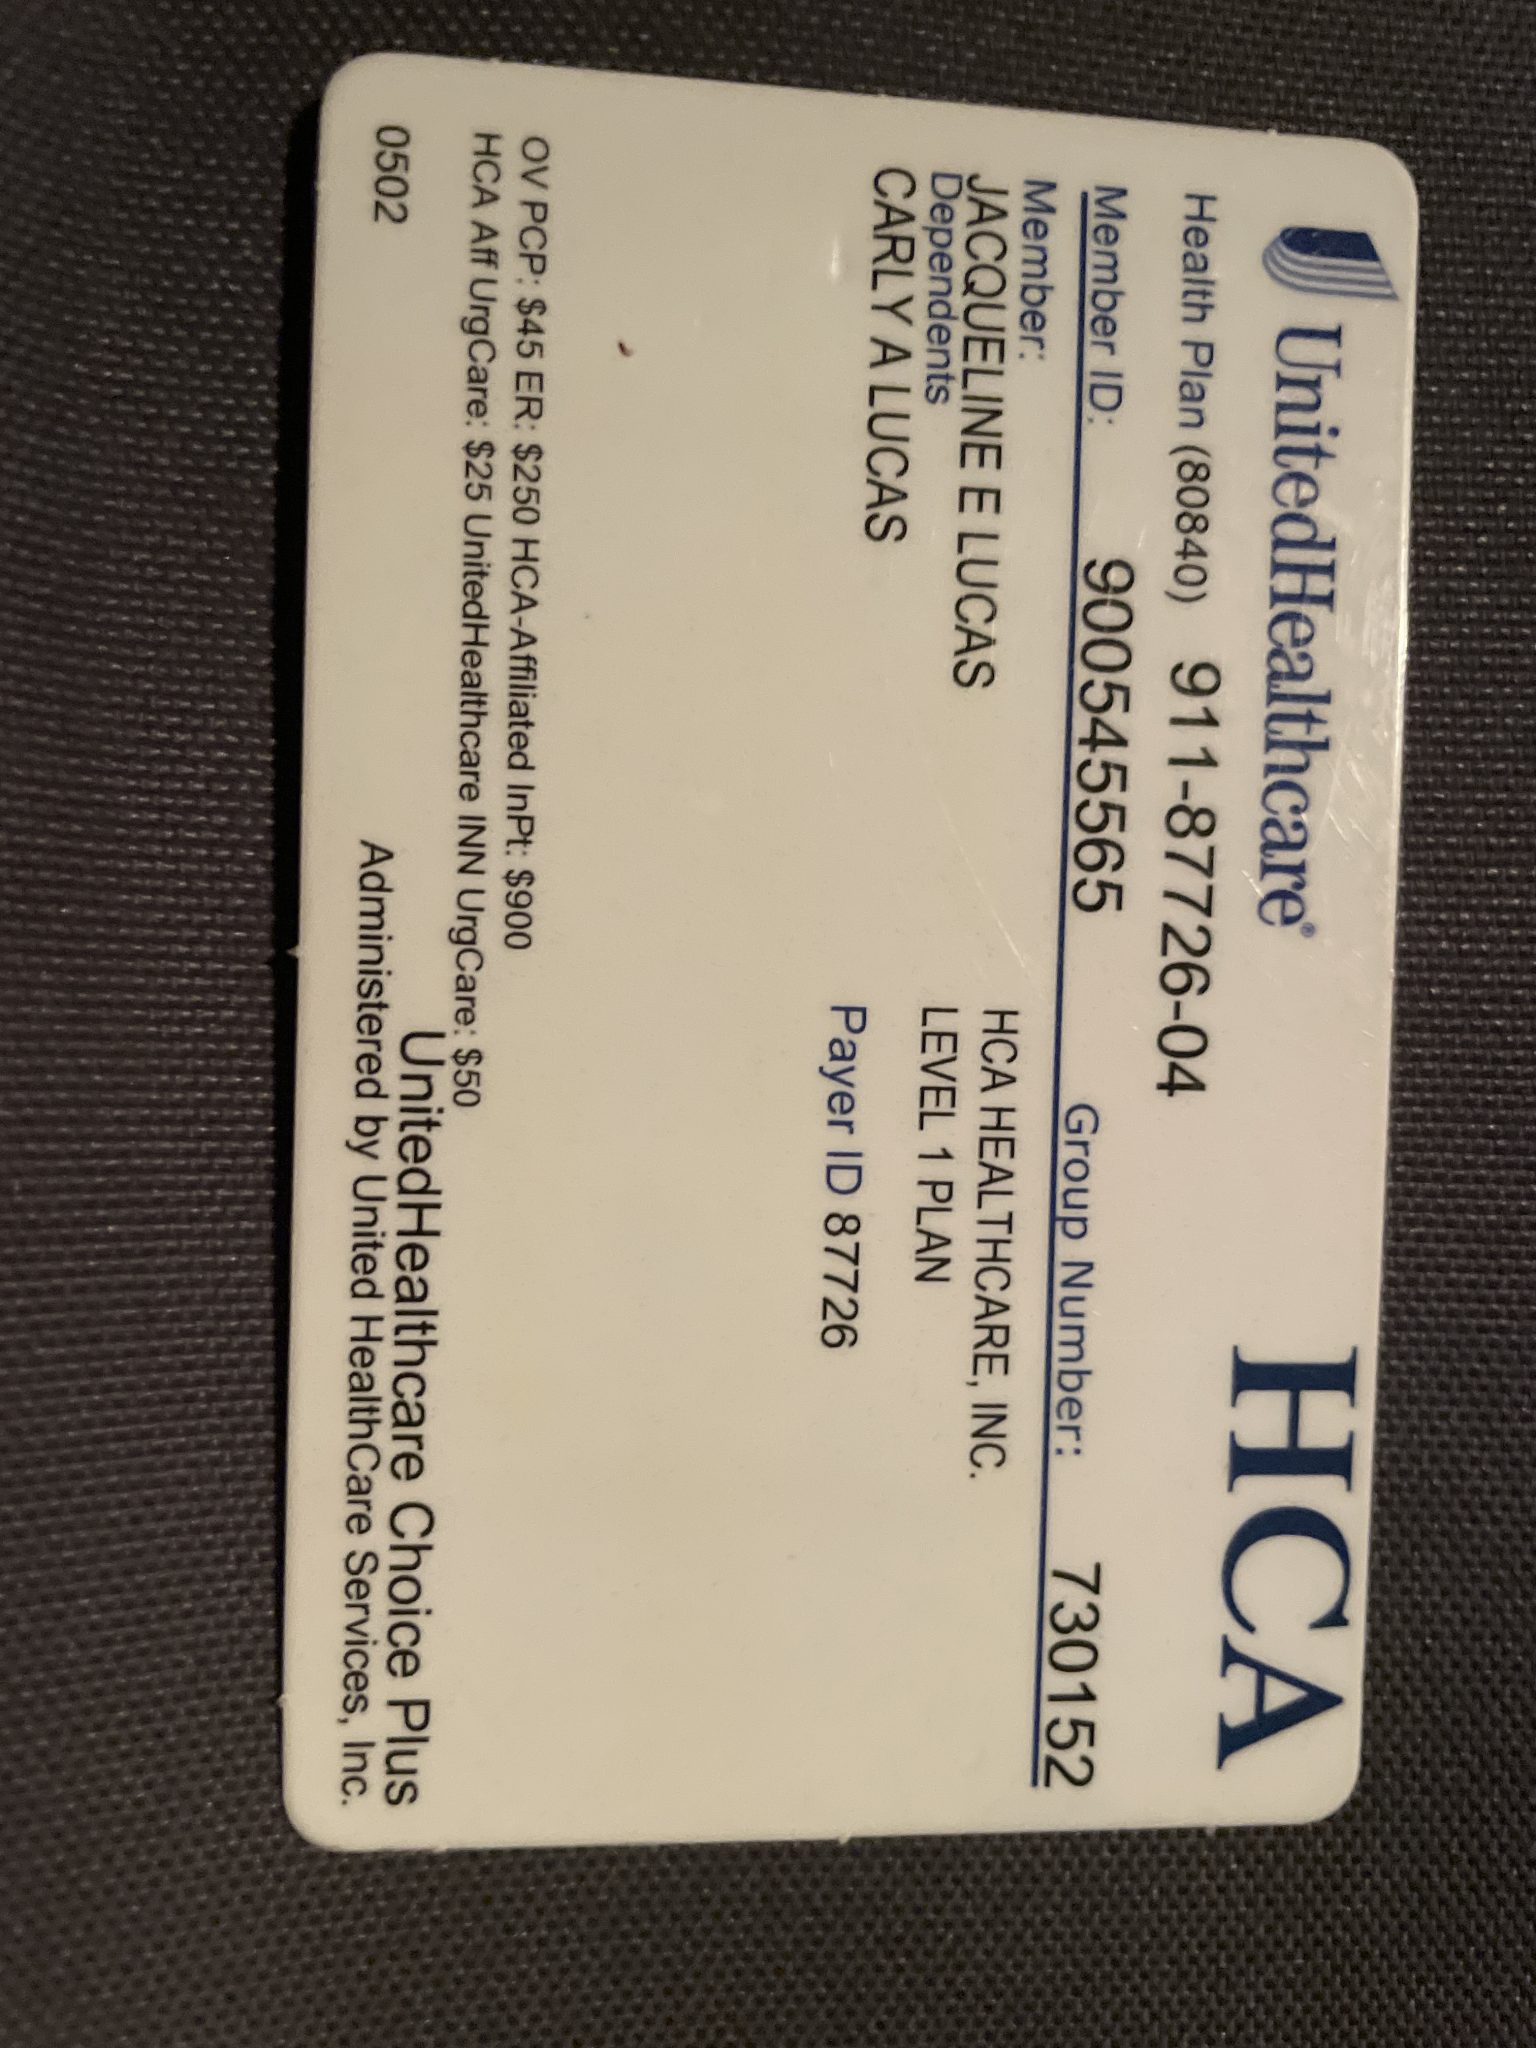 UnitedHealthcare® HCA
Health Plan (80840) 911-87726-04
Member ID: 900545565 Group Number: 730152
Member:
JACQUELINE E LUCAS
Dependents
CARLY A LUCAS
HCA HEALTHCARE, INC.
LEVEL 1 PLAN
Payer ID 87726
OV PCP: $45 ER: $250 HCA-Affiliated InPt: $900
HCA Aff UrgCare: $25 UnitedHealthcare INN UrgCare: $50
UnitedHealthcare Choice Plus
0502 Administered by United HealthCare Services, Inc.